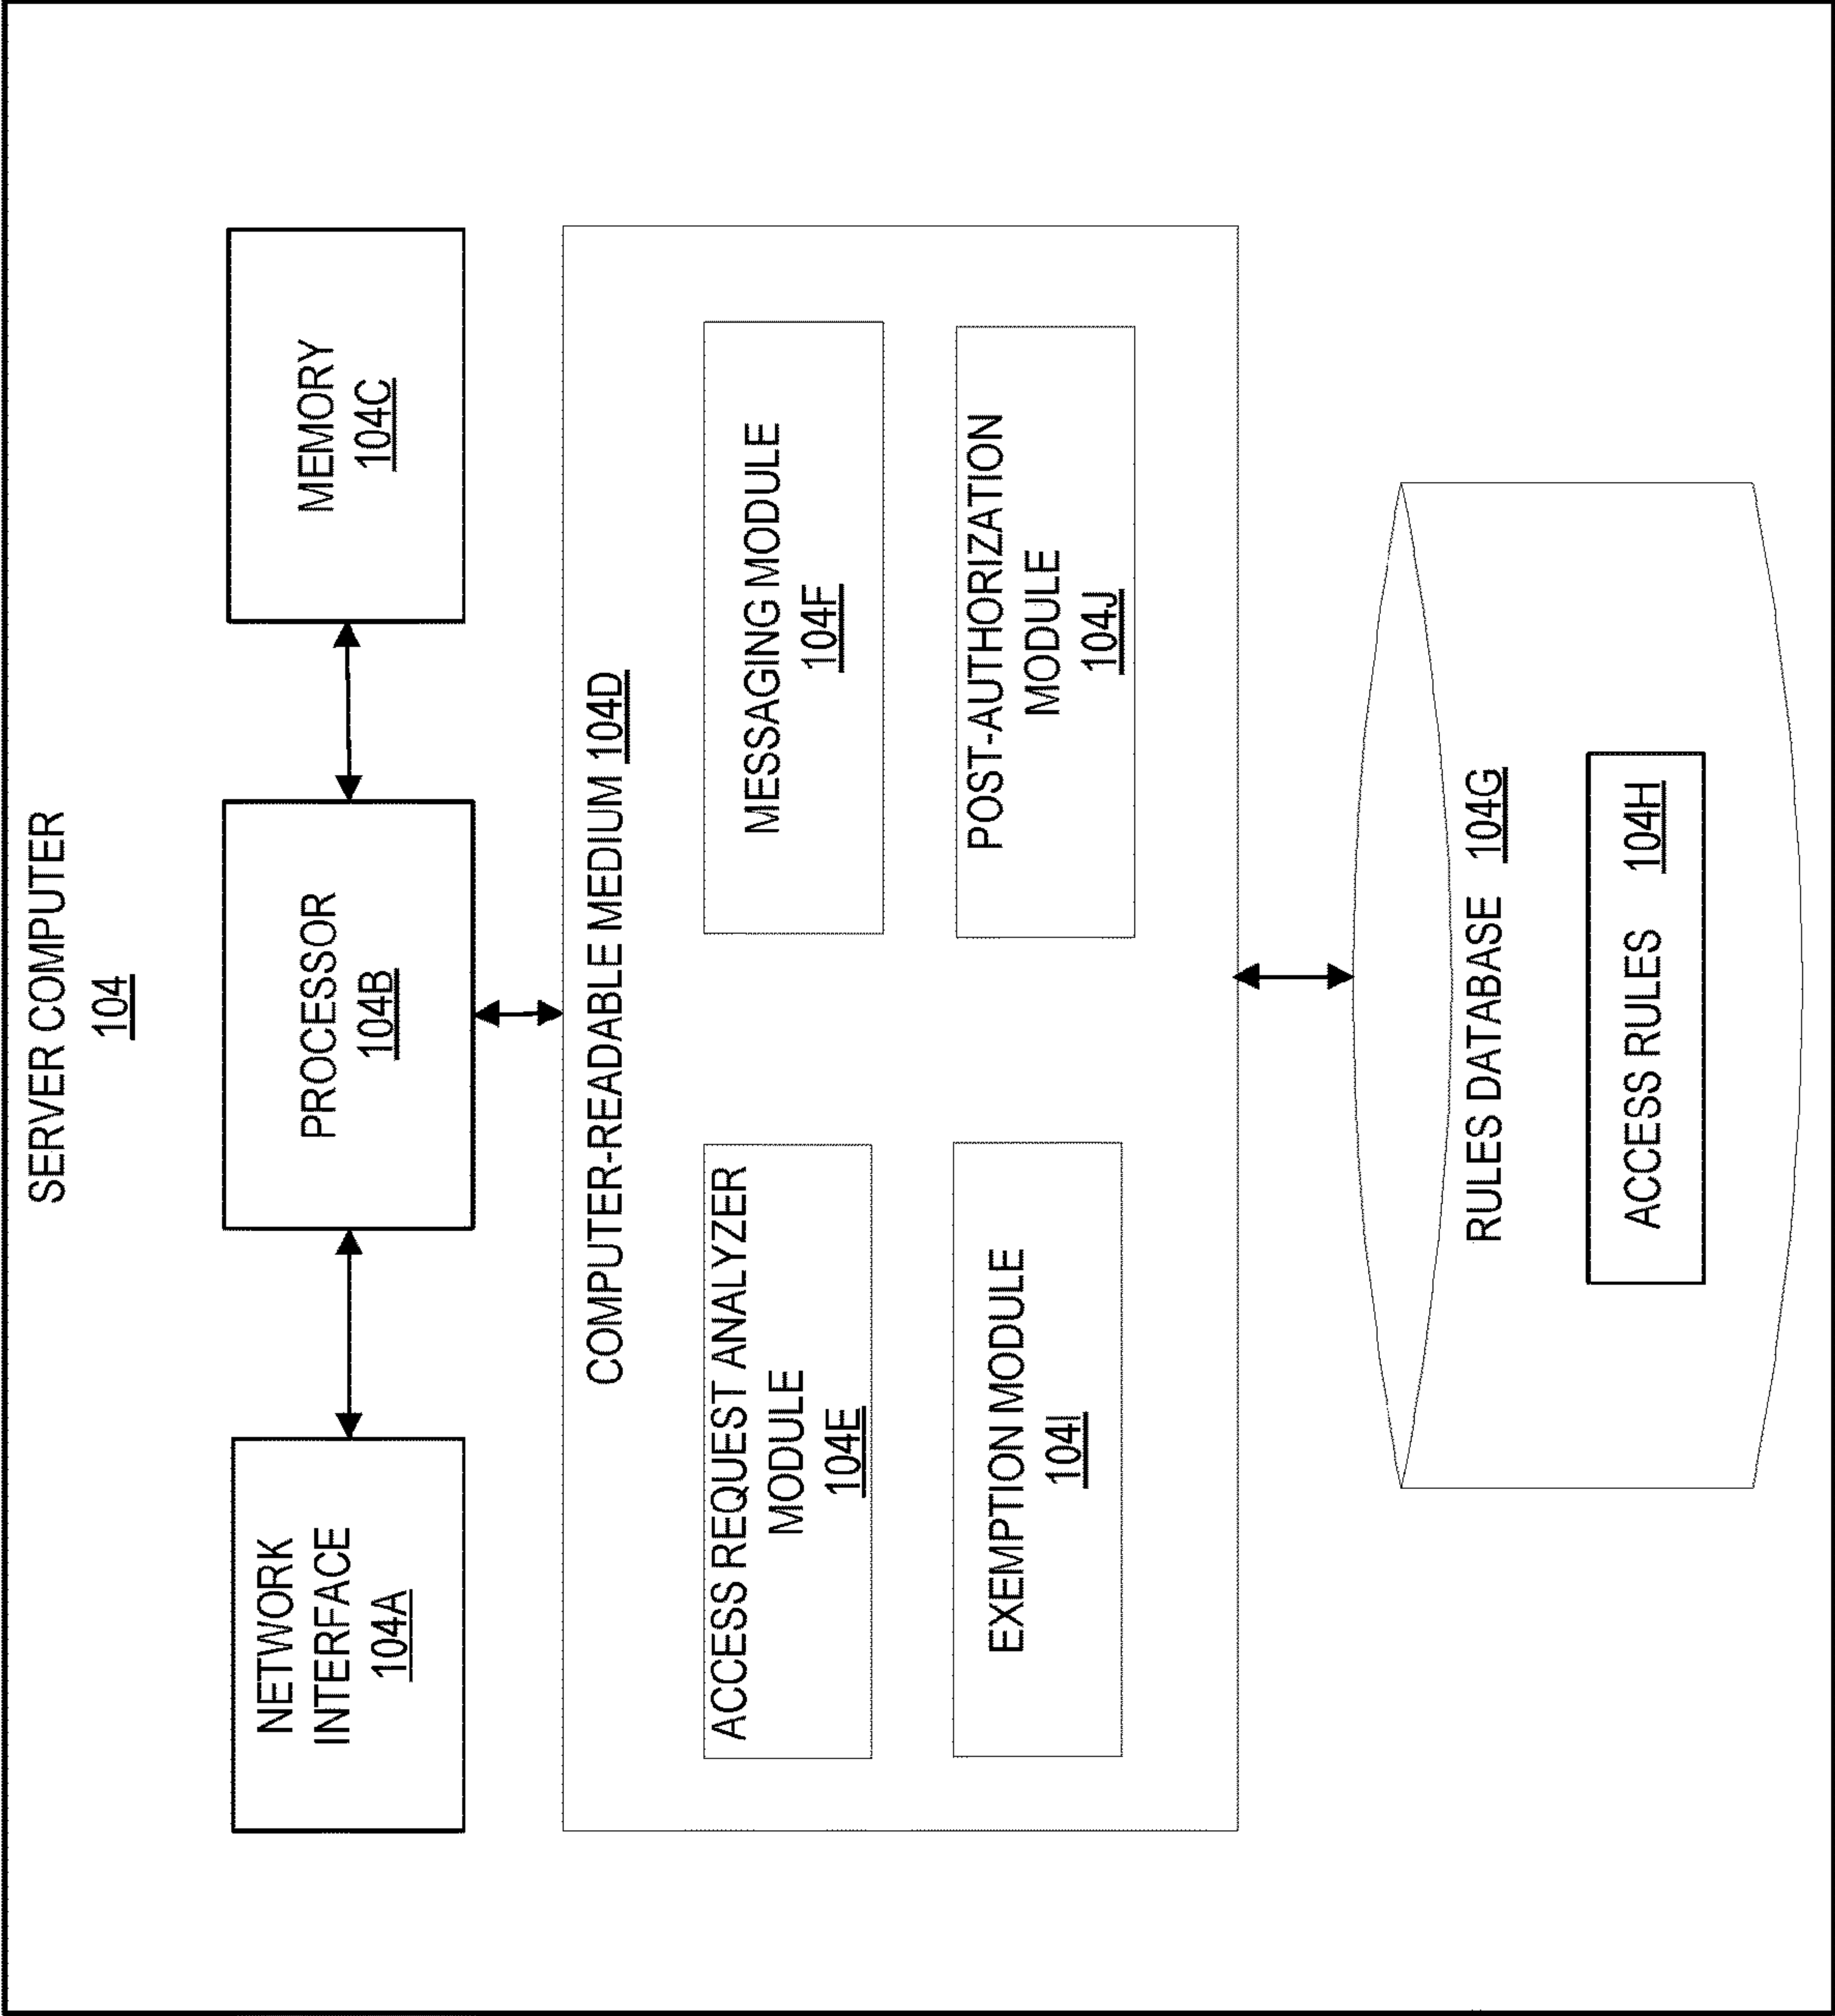 SERVER COMPUTER
104
NETWORK
INTERFACE
104A
PROCESSOR
104B
MEMORY
104C
COMPUTER-READABLE MEDIUM 104D
ACCESS REQUEST ANALYZER
MODULE
104E
MESSAGING MODULE
104F
EXEMPTION MODULE
104I
POST-AUTHORIZATION
MODULE
104J
RULES DATABASE 104G
ACCESS RULES 104H